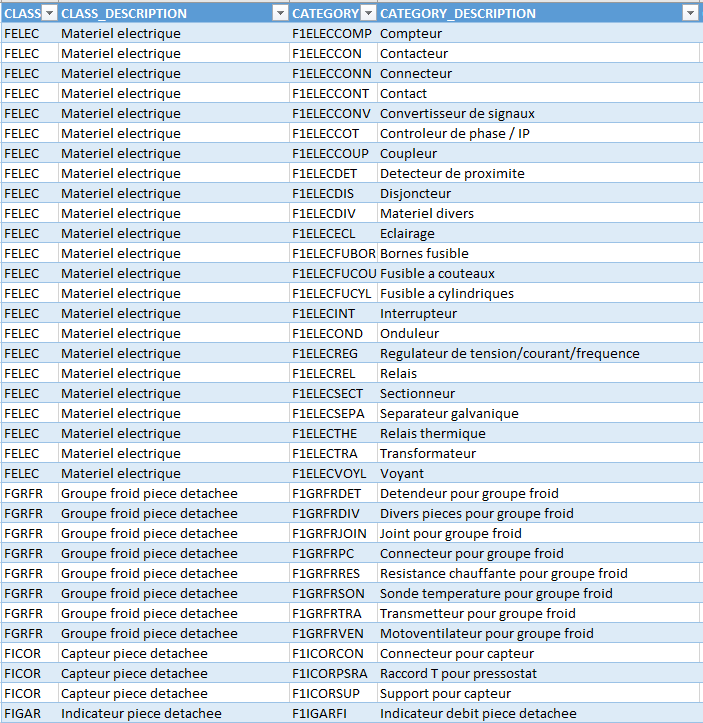 CLASS CLASS_DESCRIPTION CATEGORY CATEGORY_DESCRIPTION
FELEC Materiel electrique F1ELECCOMP Compteur
FELEC Materiel electrique F1ELECCON Contacteur
FELEC Materiel electrique F1ELECCONN Connecteur
FELEC Materiel electrique F1ELECCONT Contact
FELEC Materiel electrique F1ELECCONV Convertisseur de signaux
FELEC Materiel electrique F1ELECCOT Controleur de phase / IP
FELEC Materiel electrique F1ELECCOUP Coupleur
FELEC Materiel electrique F1ELECDET Detecteur de proximite
FELEC Materiel electrique F1ELECDIS Disjoncteur
FELEC Materiel electrique F1ELECDIV Materiel divers
FELEC Materiel electrique F1ELECECL Eclairage
FELEC Materiel electrique F1ELECFUBOR Bornes fusible
FELEC Materiel electrique F1ELECFUCOU Fusible a couteaux
FELEC Materiel electrique F1ELECFUCYL Fusible a cylindriques
FELEC Materiel electrique F1ELECINT Interrupteur
FELEC Materiel electrique F1ELECOND Onduleur
FELEC Materiel electrique F1ELECREG Regulateur de tension/courant/frequence
FELEC Materiel electrique F1ELECREL Relais
FELEC Materiel electrique F1ELECSECT Sectionneur
FELEC Materiel electrique F1ELECSEPA Separateur galvanique
FELEC Materiel electrique F1ELECTHE Relais thermique
FELEC Materiel electrique F1ELECTRA Transformateur
FELEC Materiel electrique F1ELECVOYL Voyant
FGRFR Groupe froid piece detachee F1GRFRDET Detendeur pour groupe froid
FGRFR Groupe froid piece detachee F1GRFRDIV Divers pieces pour groupe froid
FGRFR Groupe froid piece detachee F1GRFRJOIN Joint pour groupe froid
FGRFR Groupe froid piece detachee F1GRFRPC Connecteur pour groupe froid
FGRFR Groupe froid piece detachee F1GRFRRES Resistance chauffante pour groupe froid
FGRFR Groupe froid piece detachee F1GRFRSON Sonde temperature pour groupe froid
FGRFR Groupe froid piece detachee F1GRFRTRA Transmetteur pour groupe froid
FGRFR Groupe froid piece detachee F1GRFRVEN Motoventilateur pour groupe froid
FICOR Capteur piece detachee F1ICORCON Connecteur pour capteur
FICOR Capteur piece detachee F1ICORPSRA Raccord T pour pressostat
FICOR Capteur piece detachee F1ICORSUP Support pour capteur
FIGAR Indicateur piece detachee F1IGARFI Indicateur debit piece detachee